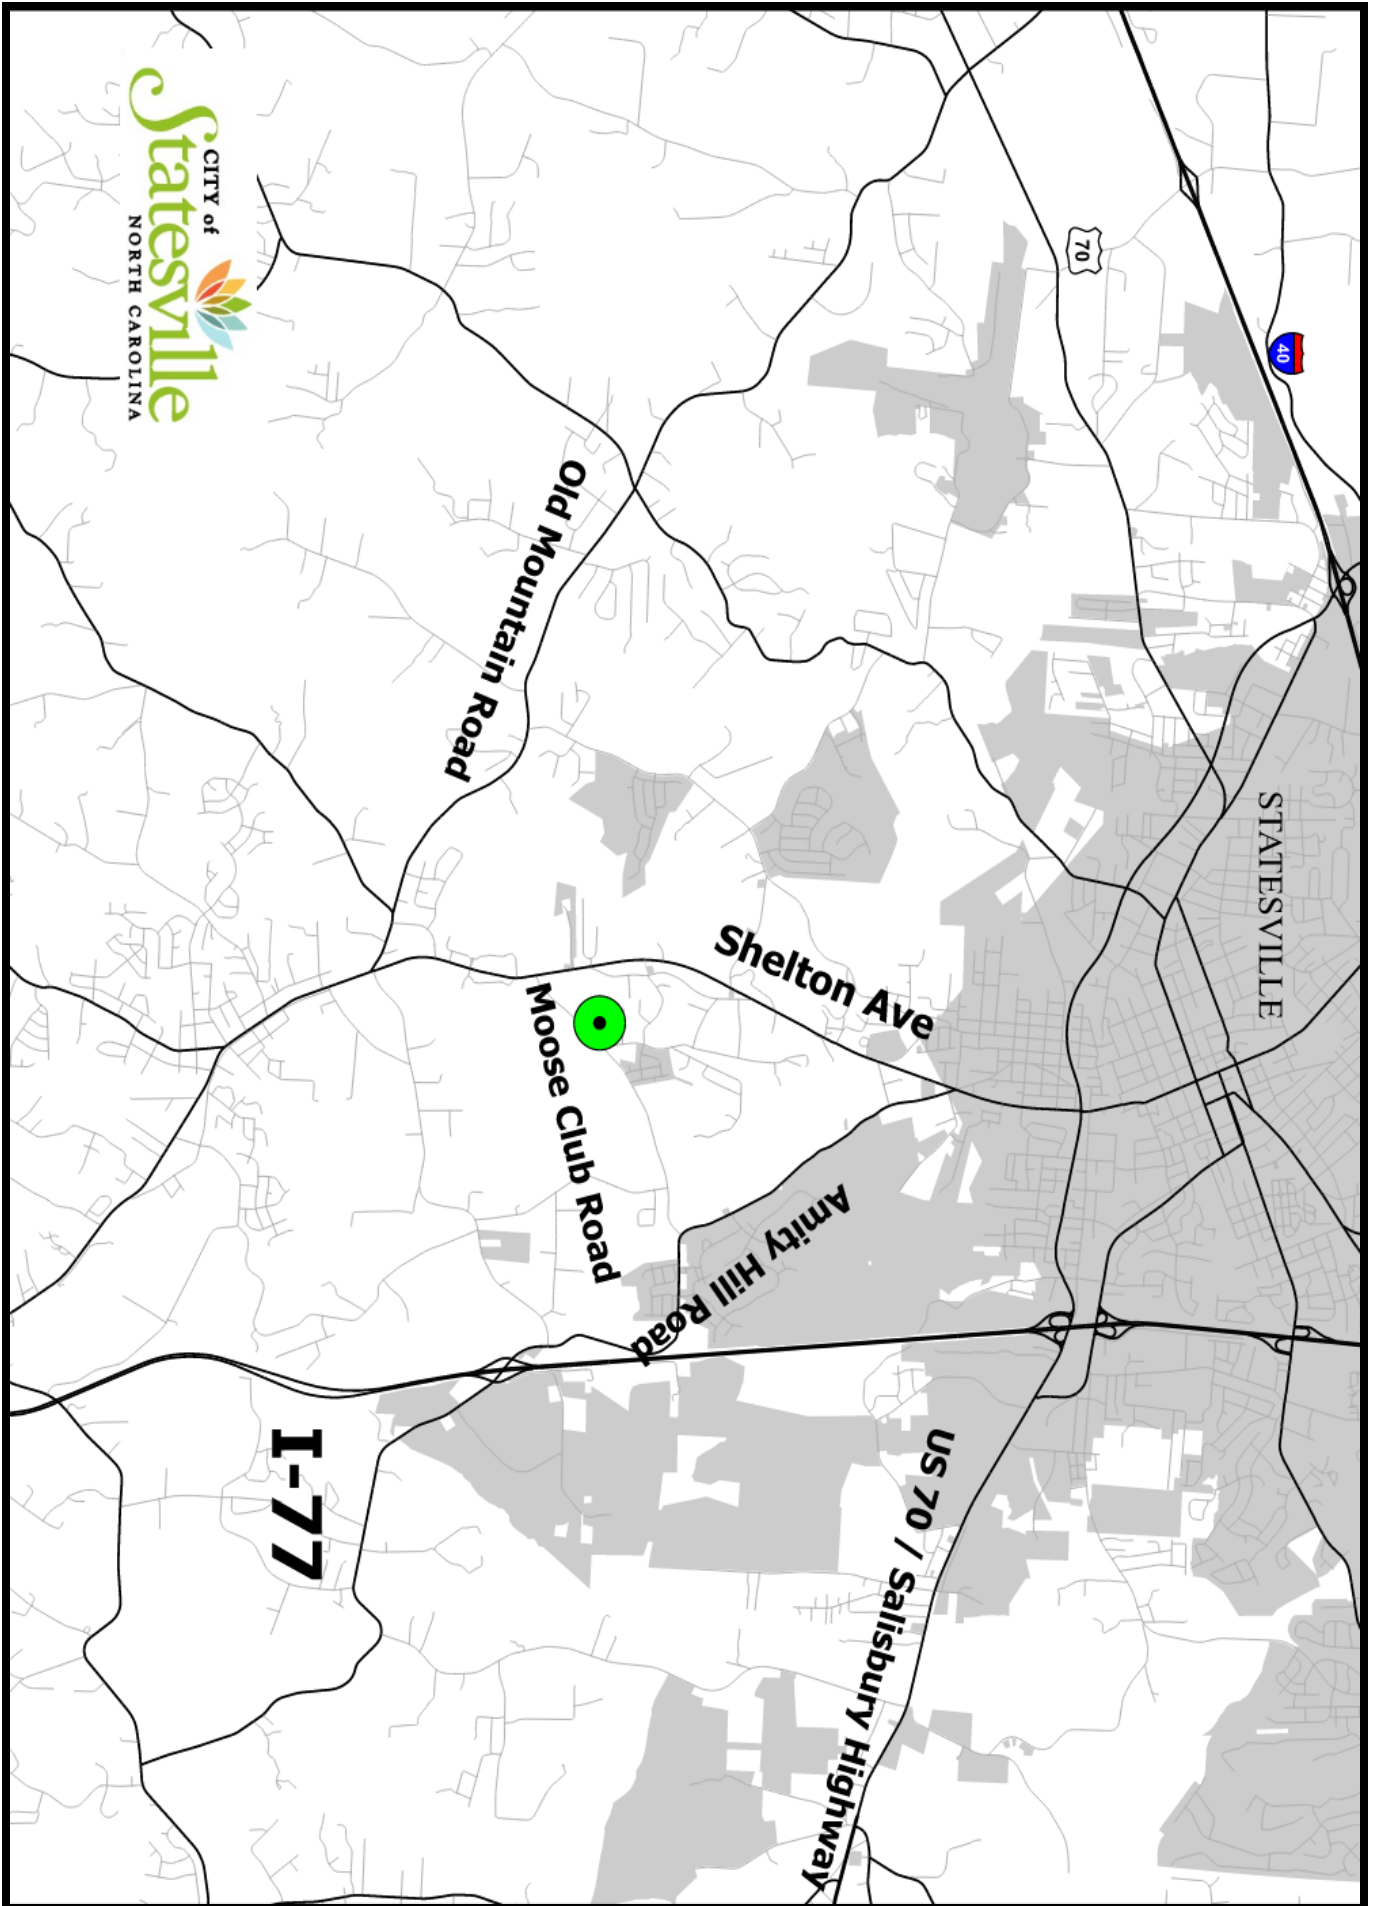 40
70
STATESVILLE
Shelton Ave
Old Mountain Road
Moose Club Road
Amity Hill Road
US 70 / Salisbury Highway
I-77
CITY of
Statesville
NORTH CAROLINA